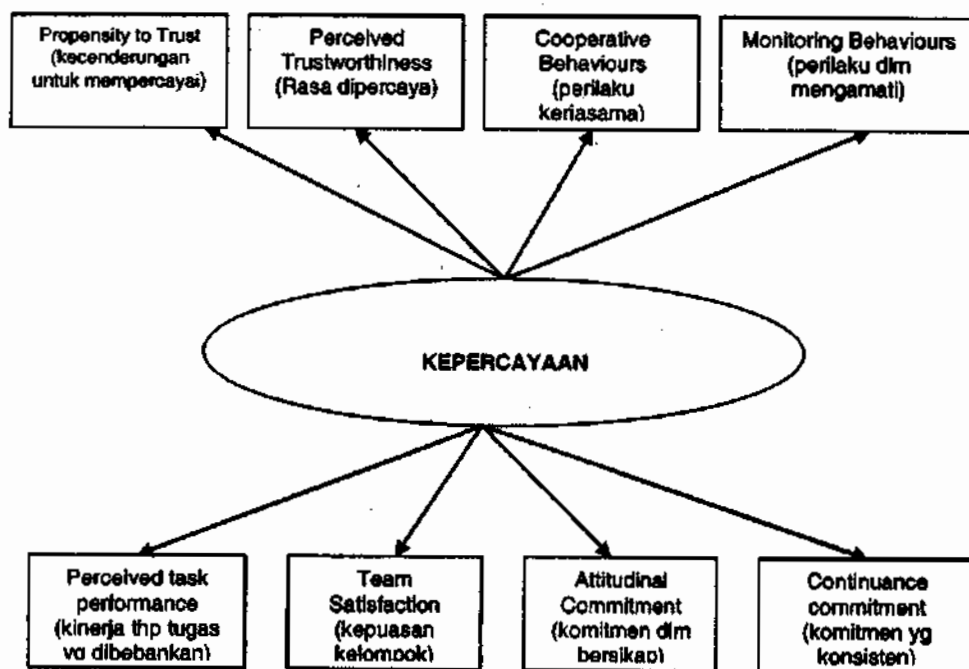 Propensity to Trust
(kecenderungan
untuk mempercayai)
Perceived
Trustworthiness
(Rasa dipercaya)
Cooperative
Behaviours
(perilaku
kerjasama)
Monitoring Behaviours
(perilaku dlm
mengamati)
KEPERCAYAAN
Perceived task
performance
(kinerja thp tugas
yg dibebankan)
Team
Satisfaction
(kepuasan
kelompok)
Attitudinal
Commitment
(komitmen dlm
bersikap)
Continuance
commitment
(komitmen yg
konsisten)